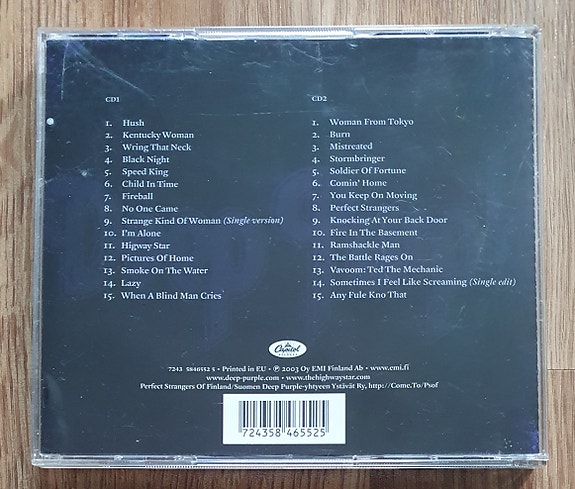 CD1
1. Hush
2. Kentucky Woman
3. Wring That Neck
4. Black Night
5. Speed King
6. Child In Time
7. Fireball
8. No One Came
9. Strange Kind Of Woman (Single version)
10. I'm Alone
11. Higway Star
12. Pictures Of Home
13. Smoke On The Water
14. Lazy
15. When A Blind Man Cries
CD2
1. Woman From Tokyo
2. Burn
3. Mistreated
4. Stormbringer
5. Soldier Of Fortune
6. Comin' Home
7. You Keep On Moving
8. Perfect Strangers
9. Knocking At Your Back Door
10. Fire In The Basement
11. Ramshackle Man
12. The Battle Rages On
13. Vavoom: Ted The Mechanic
14. Sometimes I Feel Like Screaming (Single edit)
15. Any Fule Kno That
Capitol
RECORDS
7243 5846552 5 • Printed in EU • ℗ 2003 Oy EMI Finland Ab • www.emi.fi
www.deep-purple.com • www.thehighwaystar.com
Perfect Strangers Of Finland/Suomen Deep Purple-yhtyeen Ystävät Ry, http://Come.To/Psof
724358 465525